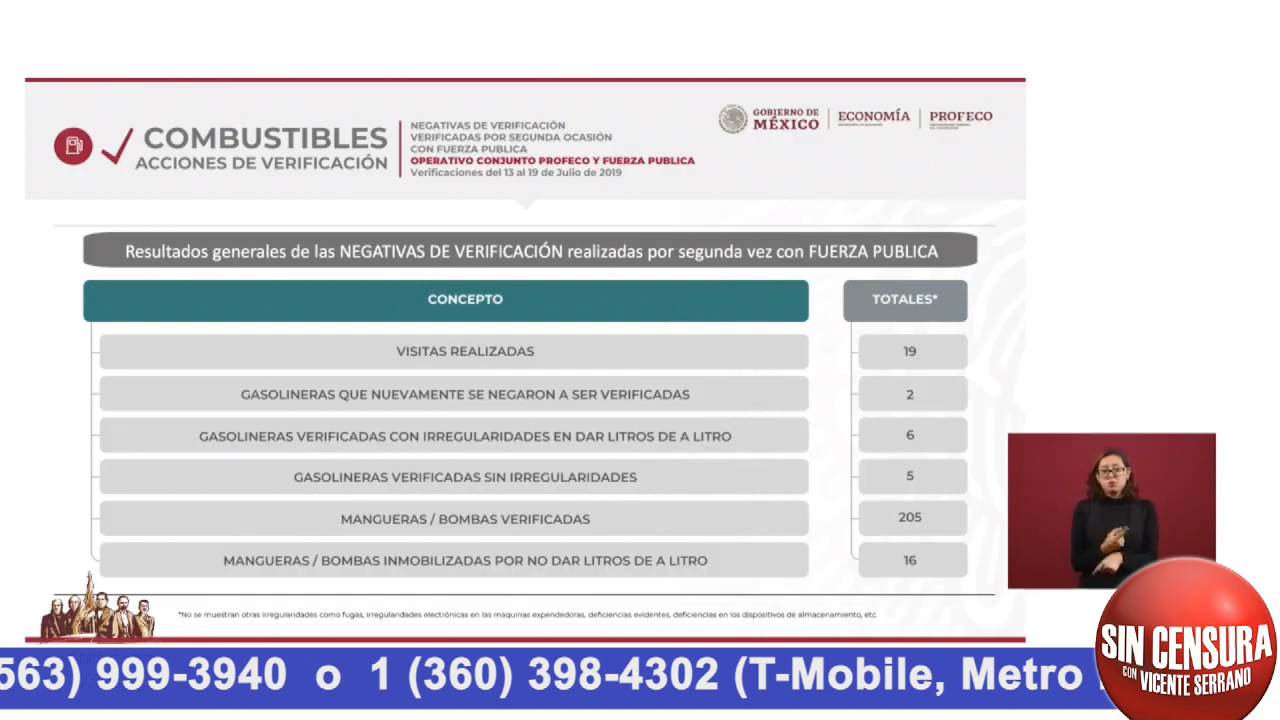 COMBUSTIBLES
ACCIONES DE VERIFICACIÓN
NEGATIVAS DE VERIFICACIÓN
VERIFICADAS POR SEGUNDA OCASIÓN
CON FUERZA PUBLICA
OPERATIVO CONJUNTO PROFECO Y FUERZA PUBLICA
Verificaciones del 13 al 19 de Julio de 2019
GOBIERNO DE
MÉXICO
ECONOMÍA
PROFECO
Resultados generales de las NEGATIVAS DE VERIFICACIÓN realizadas por segunda vez con FUERZA PUBLICA
CONCEPTO TOTALES*
VISITAS REALIZADAS 19
GASOLINERAS QUE NUEVAMENTE SE NEGARON A SER VERIFICADAS 2
GASOLINERAS VERIFICADAS CON IRREGULARIDADES EN DAR LITROS DE A LITRO 6
GASOLINERAS VERIFICADAS SIN IRREGULARIDADES 5
MANGUERAS / BOMBAS VERIFICADAS 205
MANGUERAS / BOMBAS INMOBILIZADAS POR NO DAR LITROS DE A LITRO 16
*No se muestran otras irregularidades como fugas, irregularidades electrónicas en las maquinas expendedoras, deficiencias evidentes, deficiencias en los dispositivos de almacenamiento, etc.
563) 999-3940 o 1 (360) 398-4302 (T-Mobile, Metro
SIN CENSURA
CON VICENTE SERRANO